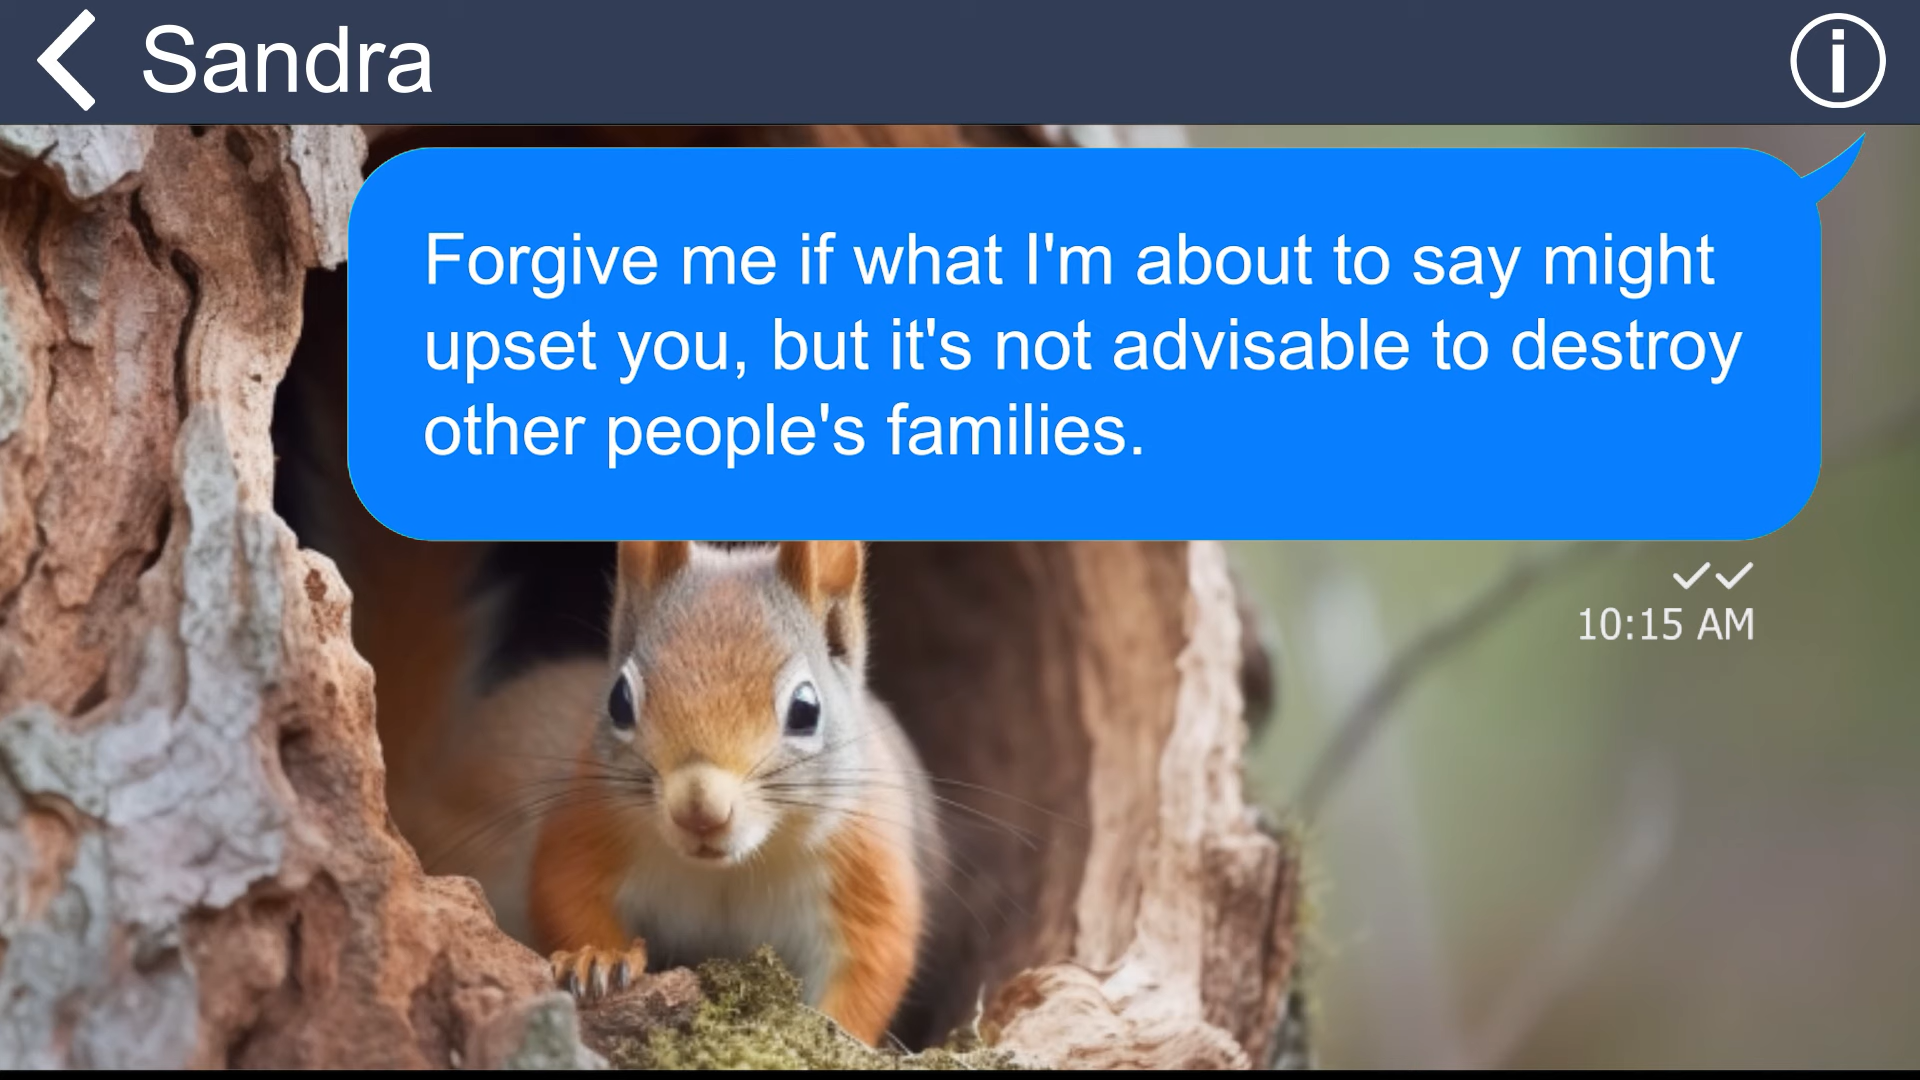 Sandra
Forgive me if what I'm about to say might
upset you, but it's not advisable to destroy
other people's families.
10:15 AM